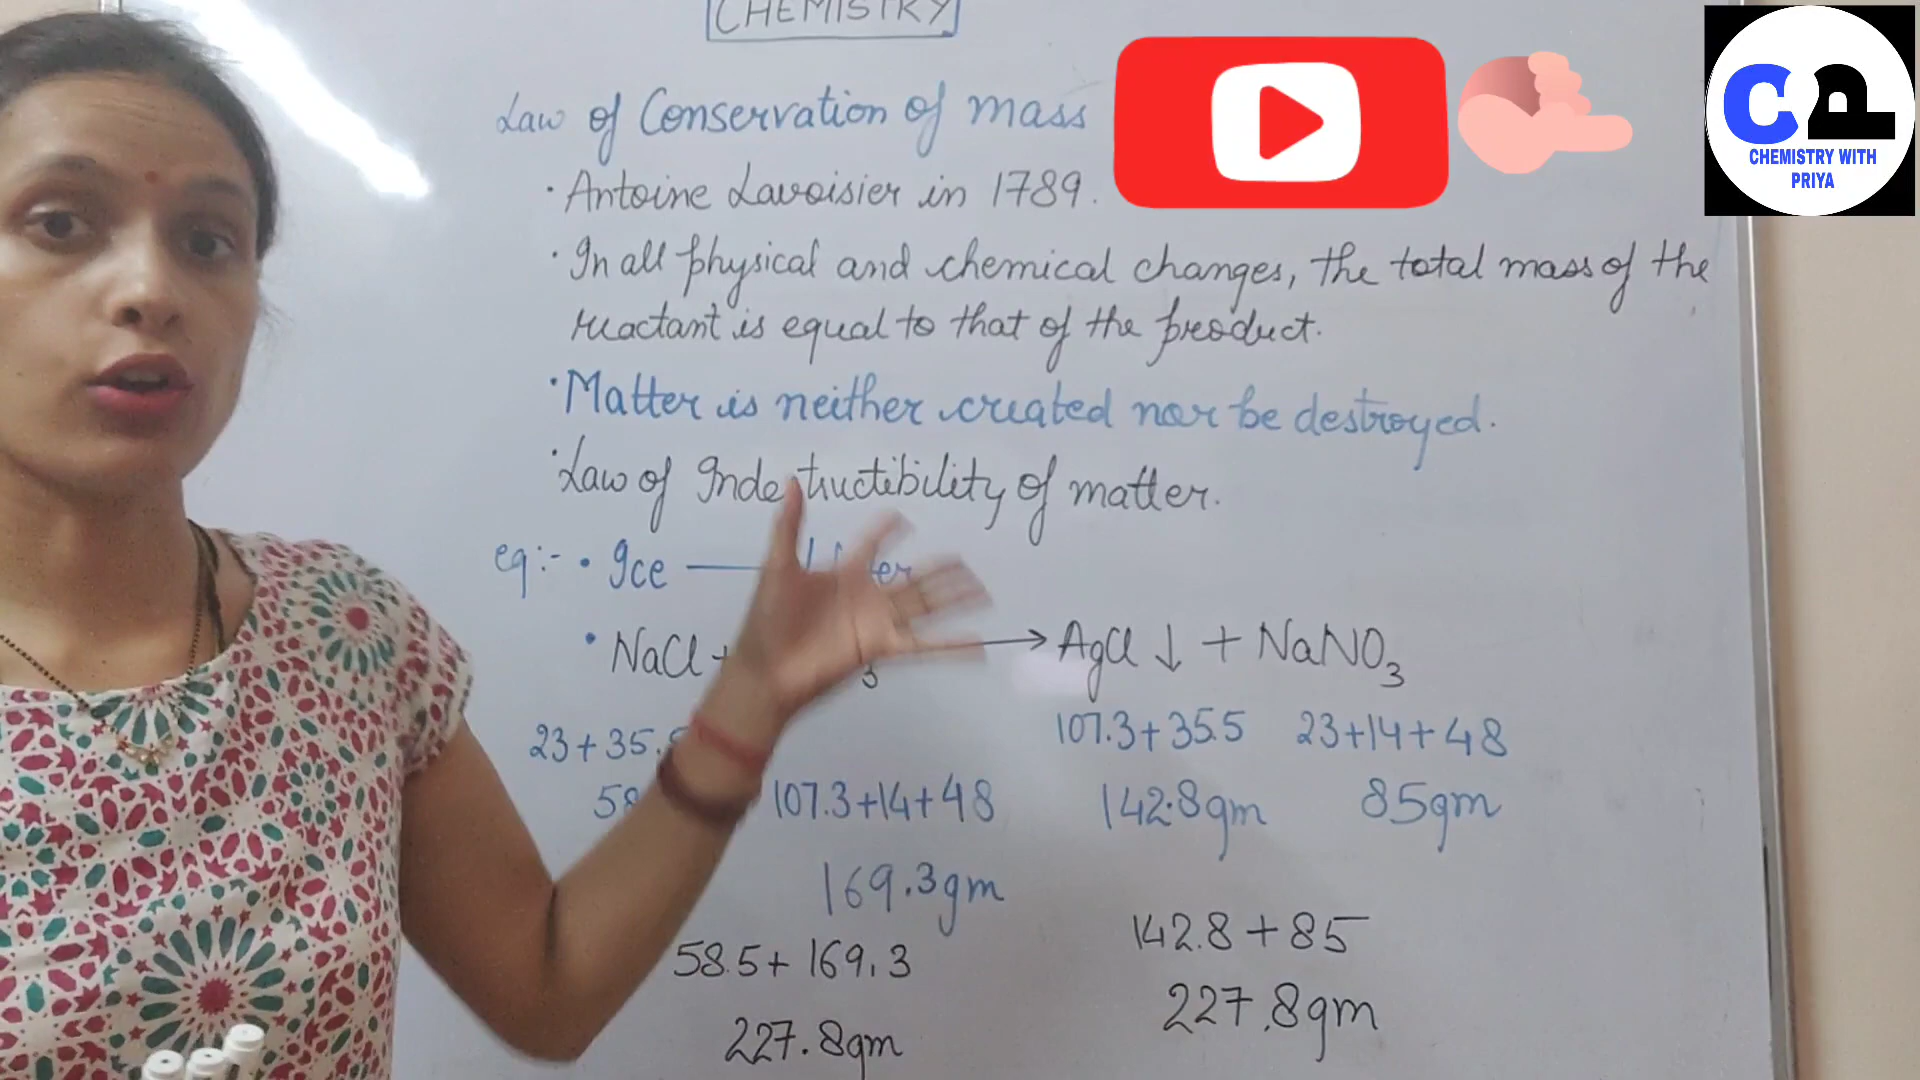 CHEMISTRY
Law of Conservation of mass
CHEMISTRY WITH
PRIYA
· Antoine Lavoisier in 1789.
· In all physical and chemical changes, the total mass of the
reactant is equal to that of the product.
· Matter is neither created nor be destroyed.
· Law of Indestructibility of matter.
eg:- · Ice
· NaCl + 3 → AgCl ↓ + NaNO3
23+35. 107.3+35.5 23+14+48
58 107.3+14+48 142.8gm 85gm
169.3gm
58.5+ 169.3 142.8+85
227.8gm 227.8gm